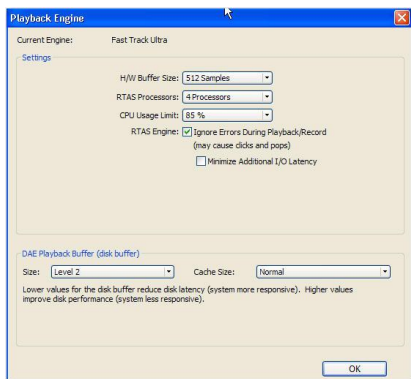 Playback Engine
Current Engine: Fast Track Ultra
Settings
H/W Buffer Size: 512 Samples
RTAS Processors: 4 Processors
CPU Usage Limit: 85 %
RTAS Engine: Ignore Errors During Playback/Record
(may cause clicks and pops)
Minimize Additional I/O Latency
DAE Playback Buffer (disk buffer)
Size: Level 2 Cache Size: Normal
Lower values for the disk buffer reduce disk latency (system more responsive). Higher values
improve disk performance (system less responsive).
OK